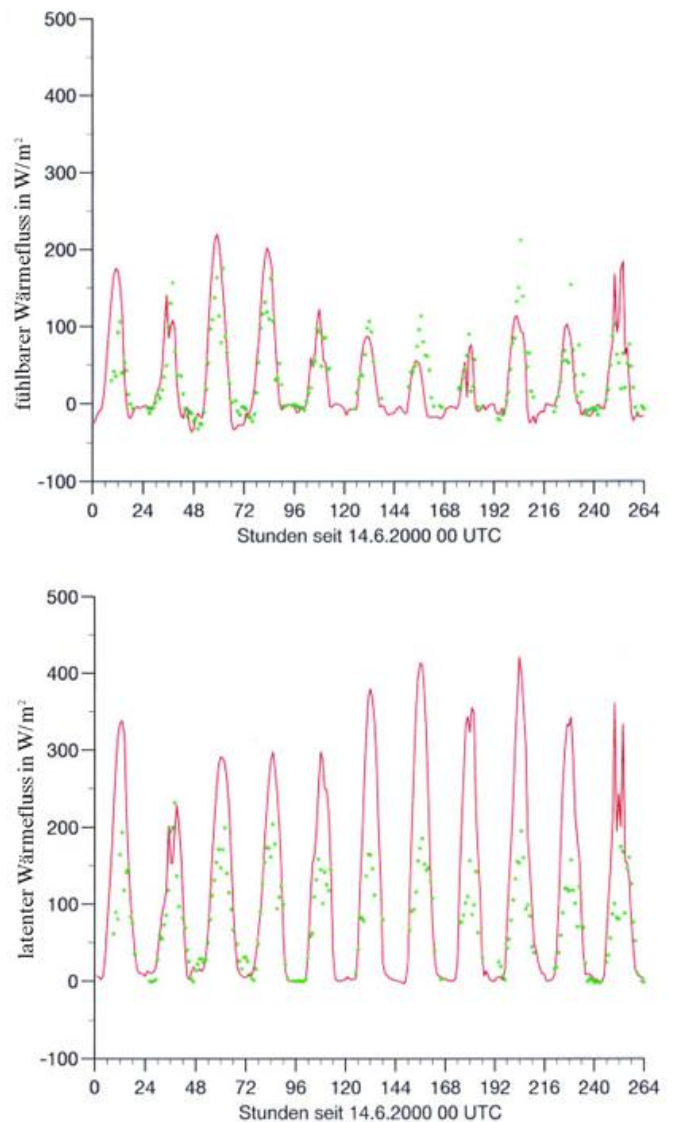 500
400
300
200
100
0
-100
fühlbarer Wärmefluss in W/m²
0 24 48 72 96 120 144 168 192 216 240 264
Stunden seit 14.6.2000 00 UTC
500
400
300
200
100
0
-100
latenter Wärmefluss in W/m²
0 24 48 72 96 120 144 168 192 216 240 264
Stunden seit 14.6.2000 00 UTC